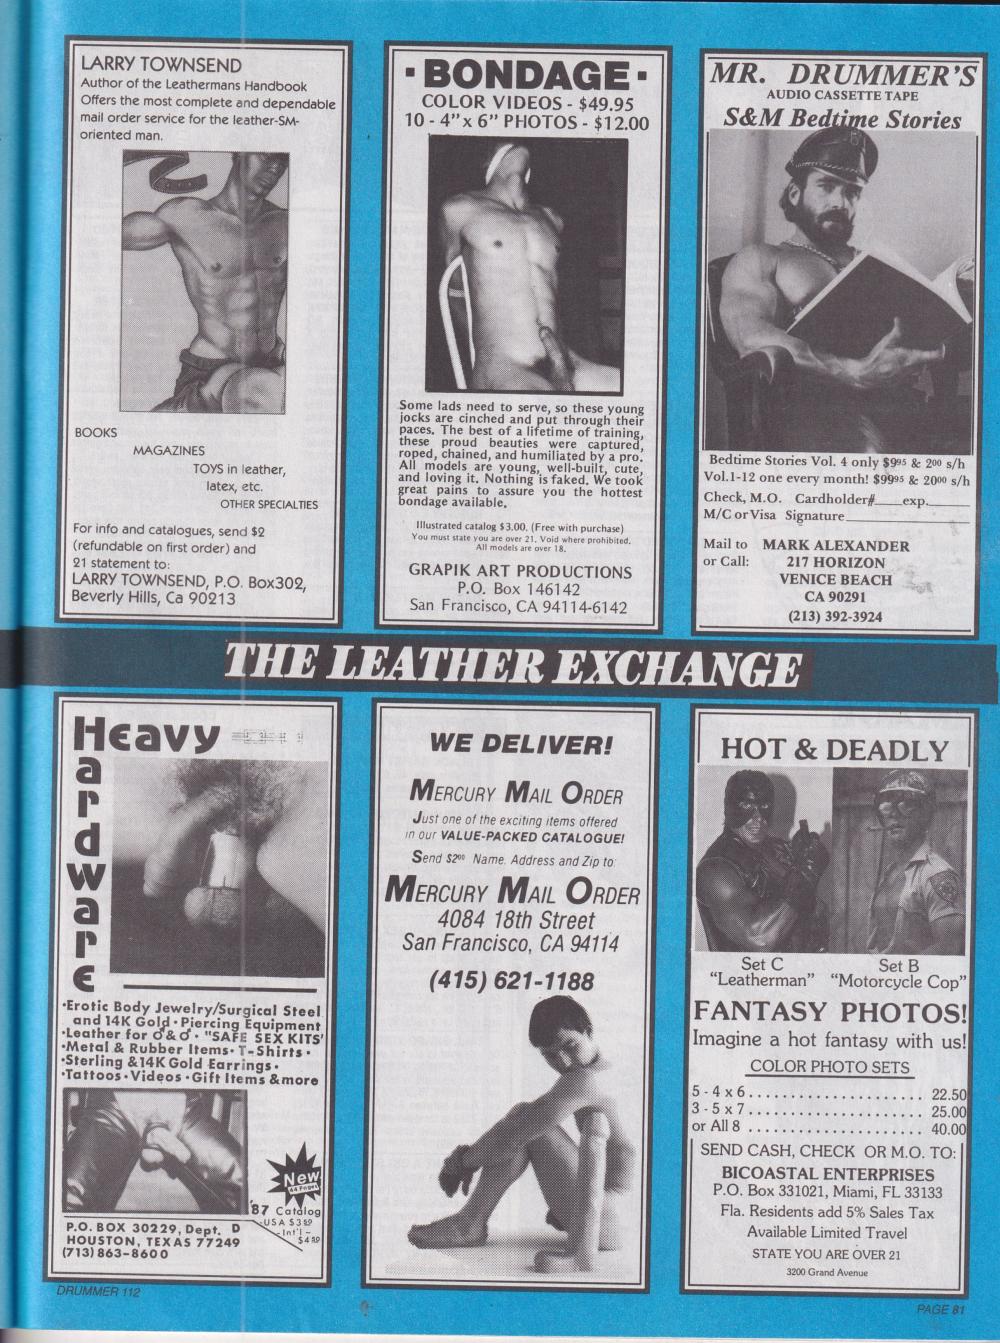 LARRY TOWNSEND
Author of the Leathermans Handbook
Offers the most complete and dependable
mail order service for the leather-SM-
oriented man.
BOOKS
MAGAZINES
TOYS in leather,
latex, etc.
OTHER SPECIALTIES
For info and catalogues, send $2
(refundable on first order) and
21 statement to:
LARRY TOWNSEND, P.O. Box302,
Beverly Hills, Ca 90213
· BONDAGE ·
COLOR VIDEOS - $49.95
10 - 4" x 6" PHOTOS - $12.00
Some lads need to serve, so these young
jocks are cinched and put through their
paces. The best of a lifetime of training,
these proud beauties were captured,
roped, chained, and humiliated by a pro.
All models are young, well-built, cute,
and loving it. Nothing is faked. We took
great pains to assure you the hottest
bondage available.
Illustrated catalog $3.00. (Free with purchase)
You must state you are over 21. Void where prohibited.
All models are over 18.
GRAPIK ART PRODUCTIONS
P.O. Box 146142
San Francisco, CA 94114-6142
MR. DRUMMER'S
AUDIO CASSETTE TAPE
S&M Bedtime Stories
Bedtime Stories Vol. 4 only $9⁹⁵ & 2⁰⁰ s/h
Vol.1-12 one every month! $99⁹⁵ & 20⁰⁰ s/h
Check, M.O. Cardholder#____exp.____
M/C or Visa Signature____
Mail to MARK ALEXANDER
or Call: 217 HORIZON
VENICE BEACH
CA 90291
(213) 392-3924
THE LEATHER EXCHANGE
Heavy
Hardware
·Erotic Body Jewelry/Surgical Steel
and 14K Gold · Piercing Equipment
·Leather for ♂&♂ · "SAFE SEX KITS"
·Metal & Rubber Items · T-Shirts ·
·Sterling &14K Gold Earrings ·
·Tattoos · Videos · Gift Items & more
New
44 Pages
'87 Catalog
-USA $3.50
- Int'l -
$4.50
P.O. BOX 30229, Dept. D
HOUSTON, TEXAS 77249
(713) 863-8600
WE DELIVER!
MERCURY MAIL ORDER
Just one of the exciting items offered
in our VALUE-PACKED CATALOGUE!
Send $2⁰⁰ Name, Address and Zip to:
MERCURY MAIL ORDER
4084 18th Street
San Francisco, CA 94114
(415) 621-1188
HOT & DEADLY
Set C
"Leatherman"
Set B
"Motorcycle Cop"
FANTASY PHOTOS!
Imagine a hot fantasy with us!
COLOR PHOTO SETS
5 - 4 x 6 . . . . . . . . . . . . . . . . . . . . . . 22.50
3 - 5 x 7 . . . . . . . . . . . . . . . . . . . . . . 25.00
or All 8 . . . . . . . . . . . . . . . . . . . . . . 40.00
SEND CASH, CHECK OR M.O. TO:
BICOASTAL ENTERPRISES
P.O. Box 331021, Miami, FL 33133
Fla. Residents add 5% Sales Tax
Available Limited Travel
STATE YOU ARE OVER 21
3200 Grand Avenue
DRUMMER 112
PAGE 81